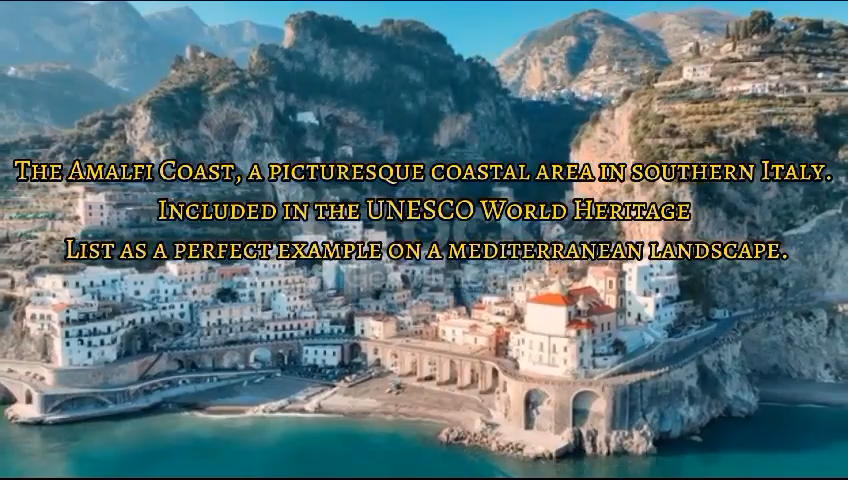 The Amalfi Coast, a picturesque coastal area in southern Italy.
Included in the UNESCO World Heritage
List as a perfect example on a mediterranean landscape.